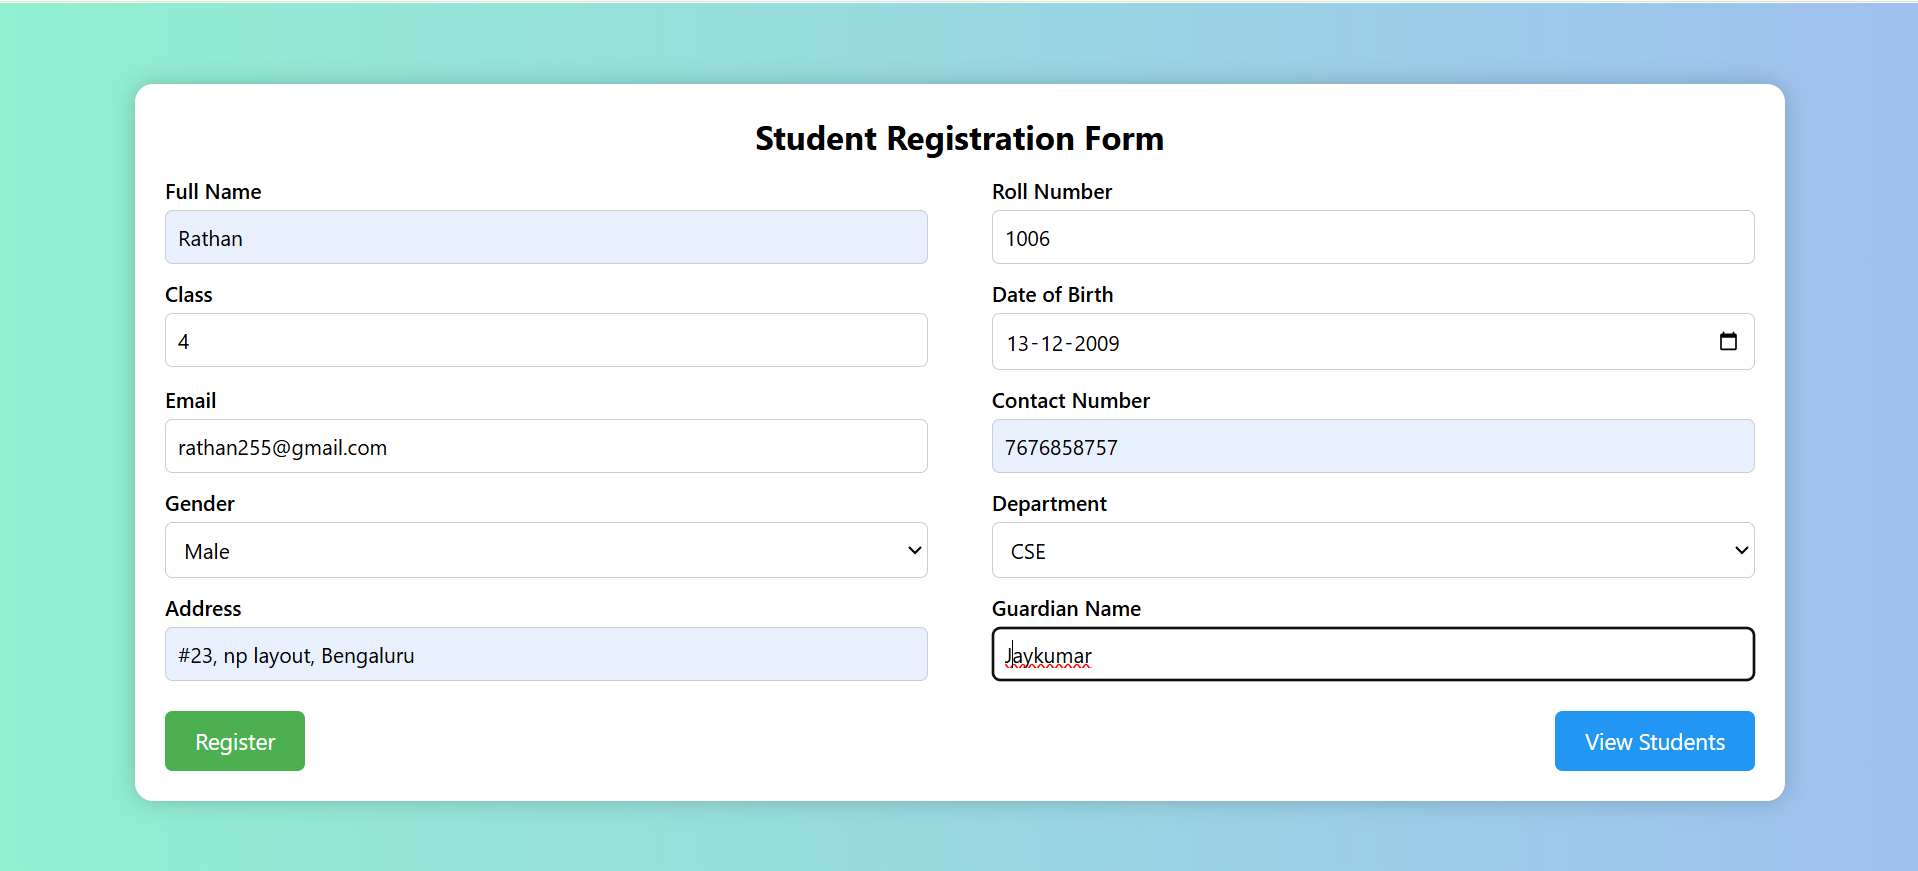 Student Registration Form
Full Name
Roll Number
Rathan
1006
Class
Date of Birth
4
13-12-2009
Email
Contact Number
rathan255@gmail.com
7676858757
Gender
Department
Male
CSE
Address
Guardian Name
#23, np layout, Bengaluru
Jaykumar
Register
View Students